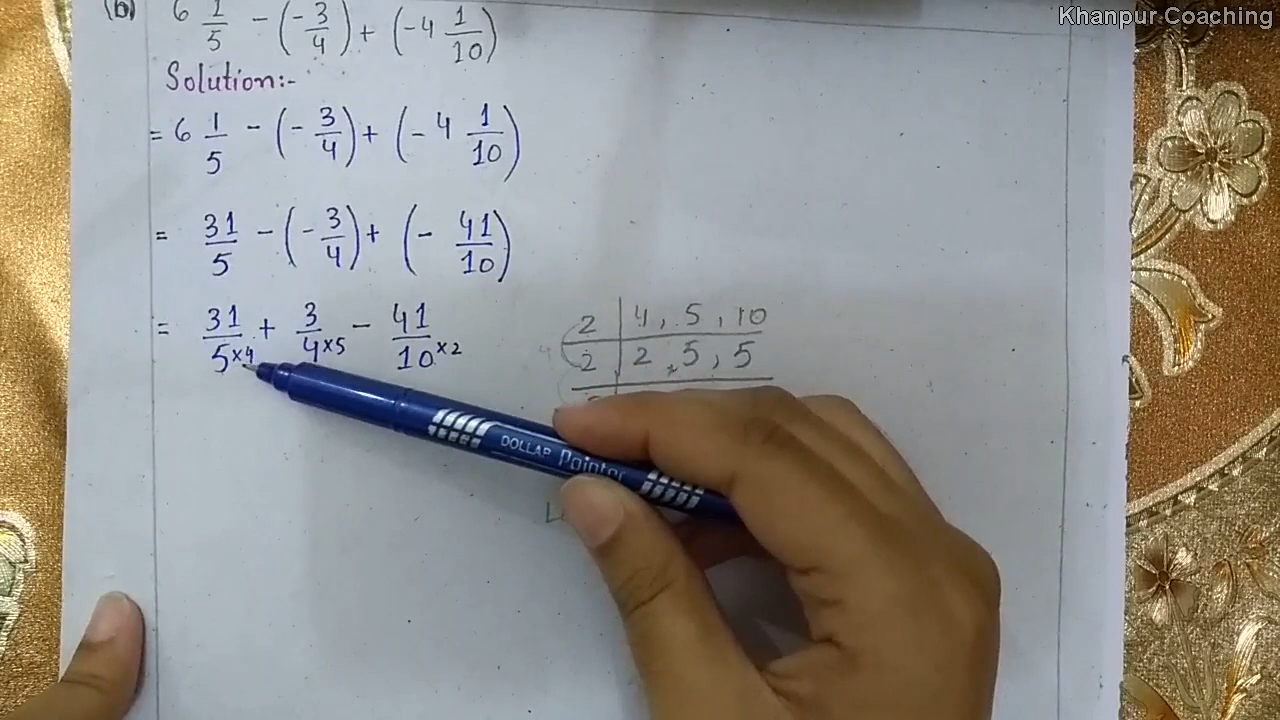 Khanpur Coaching
(b) 6 1/5 - (-3/4) + (-4 1/10)
Solution:-
= 6 1/5 - (-3/4) + (-4 1/10)
= 31/5 - (-3/4) + (- 41/10)
= 31/5×4 + 3/4×5 - 41/10×2
2 | 4, 5, 10
2 | 2, 5, 5
DOLLAR Pointer
L